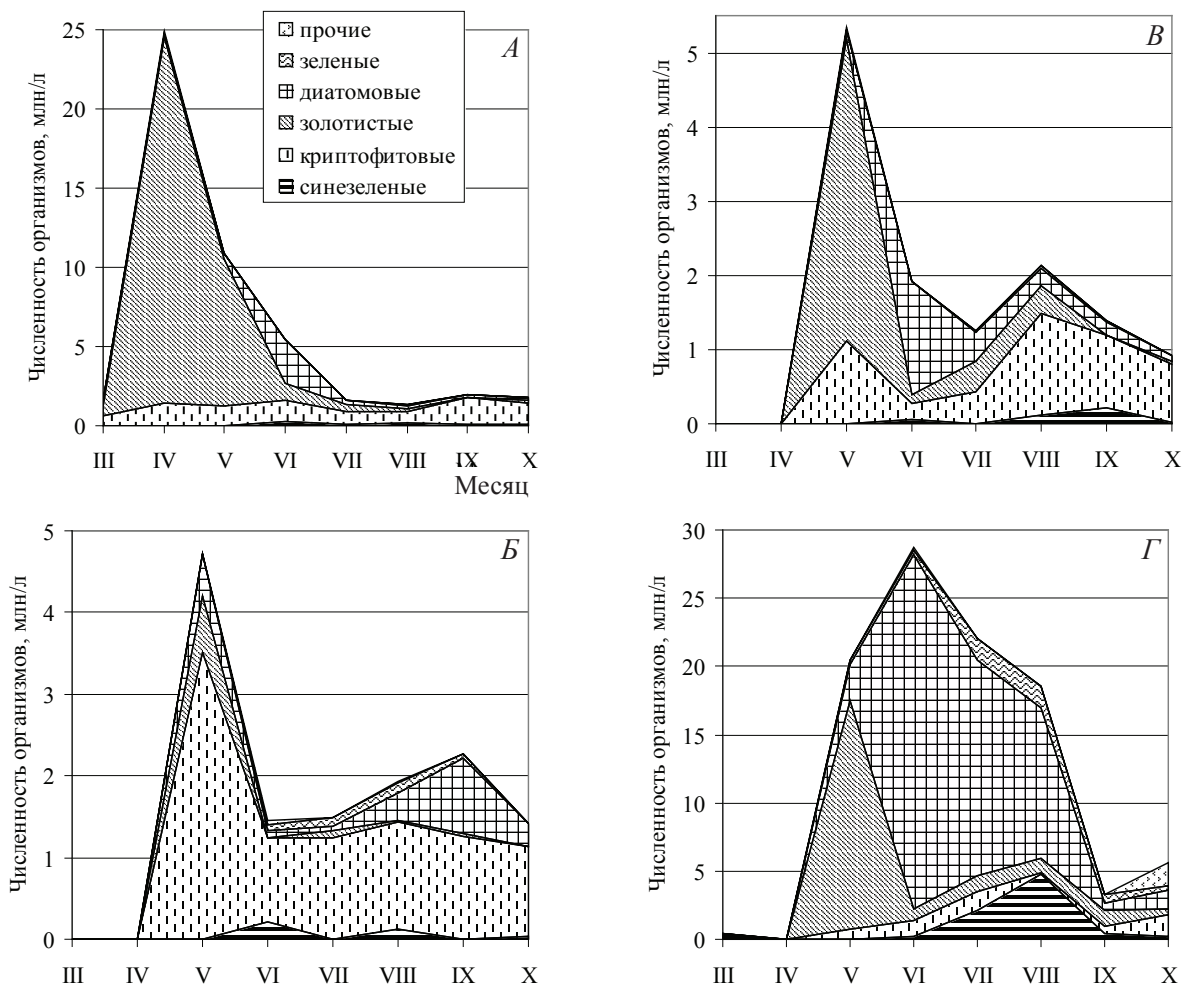 А
Численность организмов, млн/л
25
20
15
10
5
0
прочие
зеленые
диатомовые
золотистые
криптофитовые
синезеленые
III IV V VI VII VIII IX X
Месяц
В
Численность организмов, млн/л
5
4
3
2
1
0
III IV V VI VII VIII IX X
Б
Численность организмов, млн/л
5
4
3
2
1
0
III IV V VI VII VIII IX X
Г
Численность организмов, млн/л
30
25
20
15
10
5
0
III IV V VI VII VIII IX X